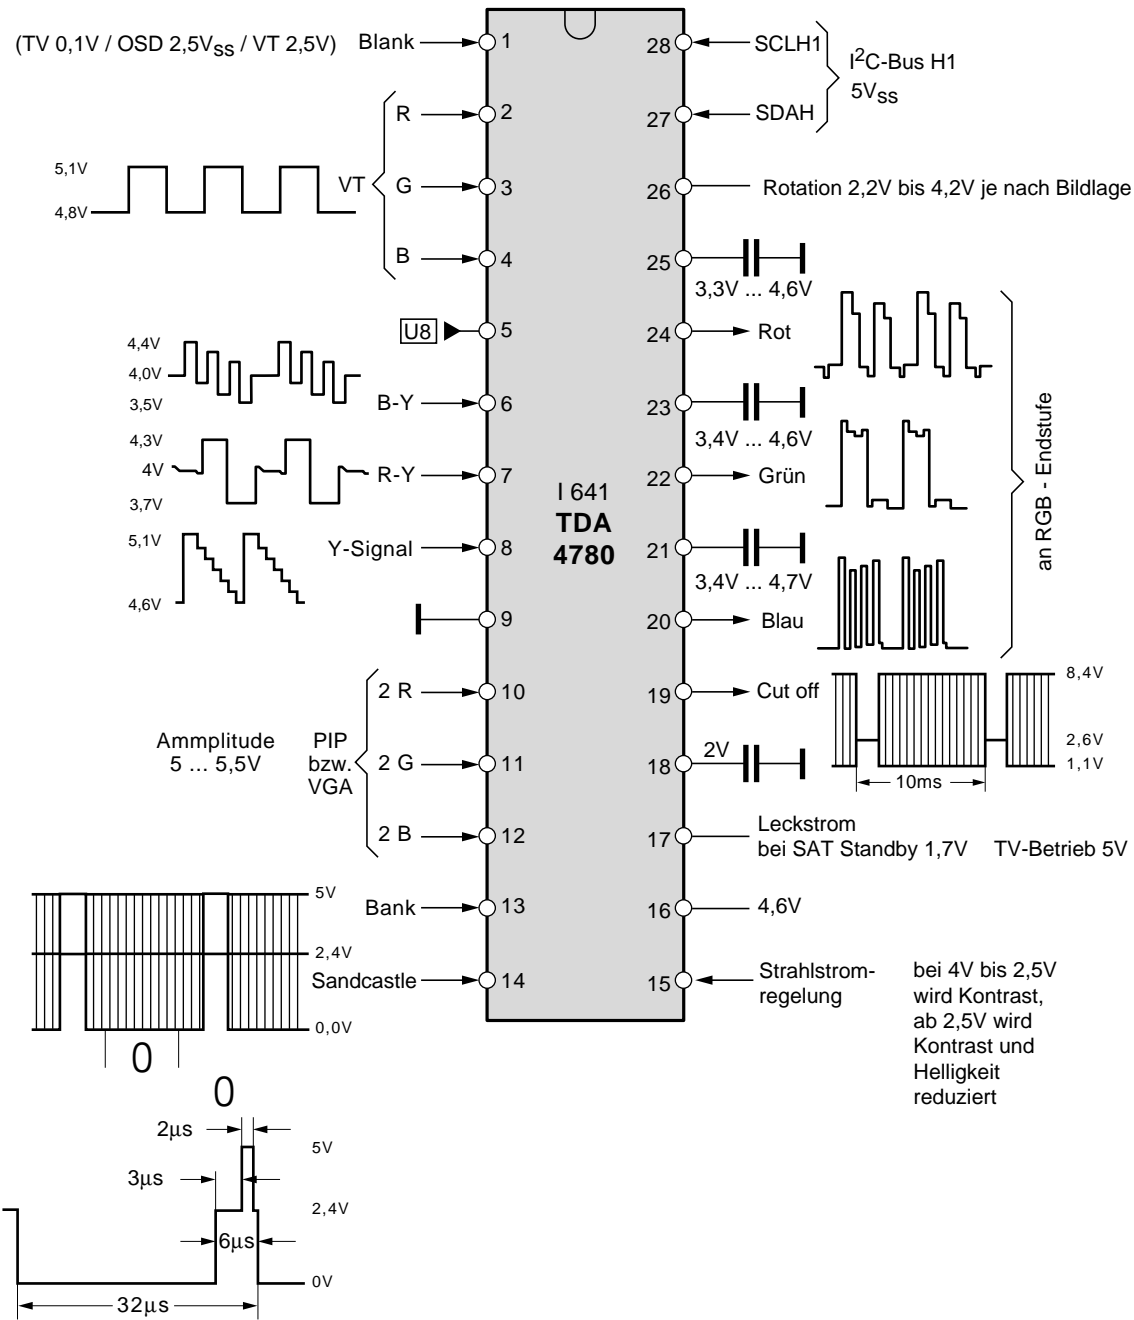 (TV 0,1V / OSD 2,5VSS / VT 2,5V) Blank 1
28 SCLH1
I2C-Bus H1
5VSS
R 2
27 SDAH
5,1V
4,8V
VT
G 3
26 Rotation 2,2V bis 4,2V je nach Bildlage
B 4
25
3,3V ... 4,6V
U8 5
24 Rot
4,4V
4,0V
3,5V
B-Y 6
23
3,4V ... 4,6V
4,3V
4V
3,7V
R-Y 7
22 Grün
I 641
TDA
4780
5,1V
4,6V
Y-Signal 8
21
3,4V ... 4,7V
9
20 Blau
an RGB - Endstufe
2 R 10
19 Cut off
8,4V
2,6V
1,1V
10ms
Ammplitude
5 ... 5,5V
PIP
bzw.
VGA
2 G 11
18 2V
2 B 12
17 Leckstrom
bei SAT Standby 1,7V TV-Betrieb 5V
Bank 13
16 4,6V
5V
2,4V
0,0V
Sandcastle 14
15 Strahlstrom-
regelung
bei 4V bis 2,5V
wird Kontrast,
ab 2,5V wird
Kontrast und
Helligkeit
reduziert
0
0
2µs
5V
3µs
2,4V
6µs
0V
32µs